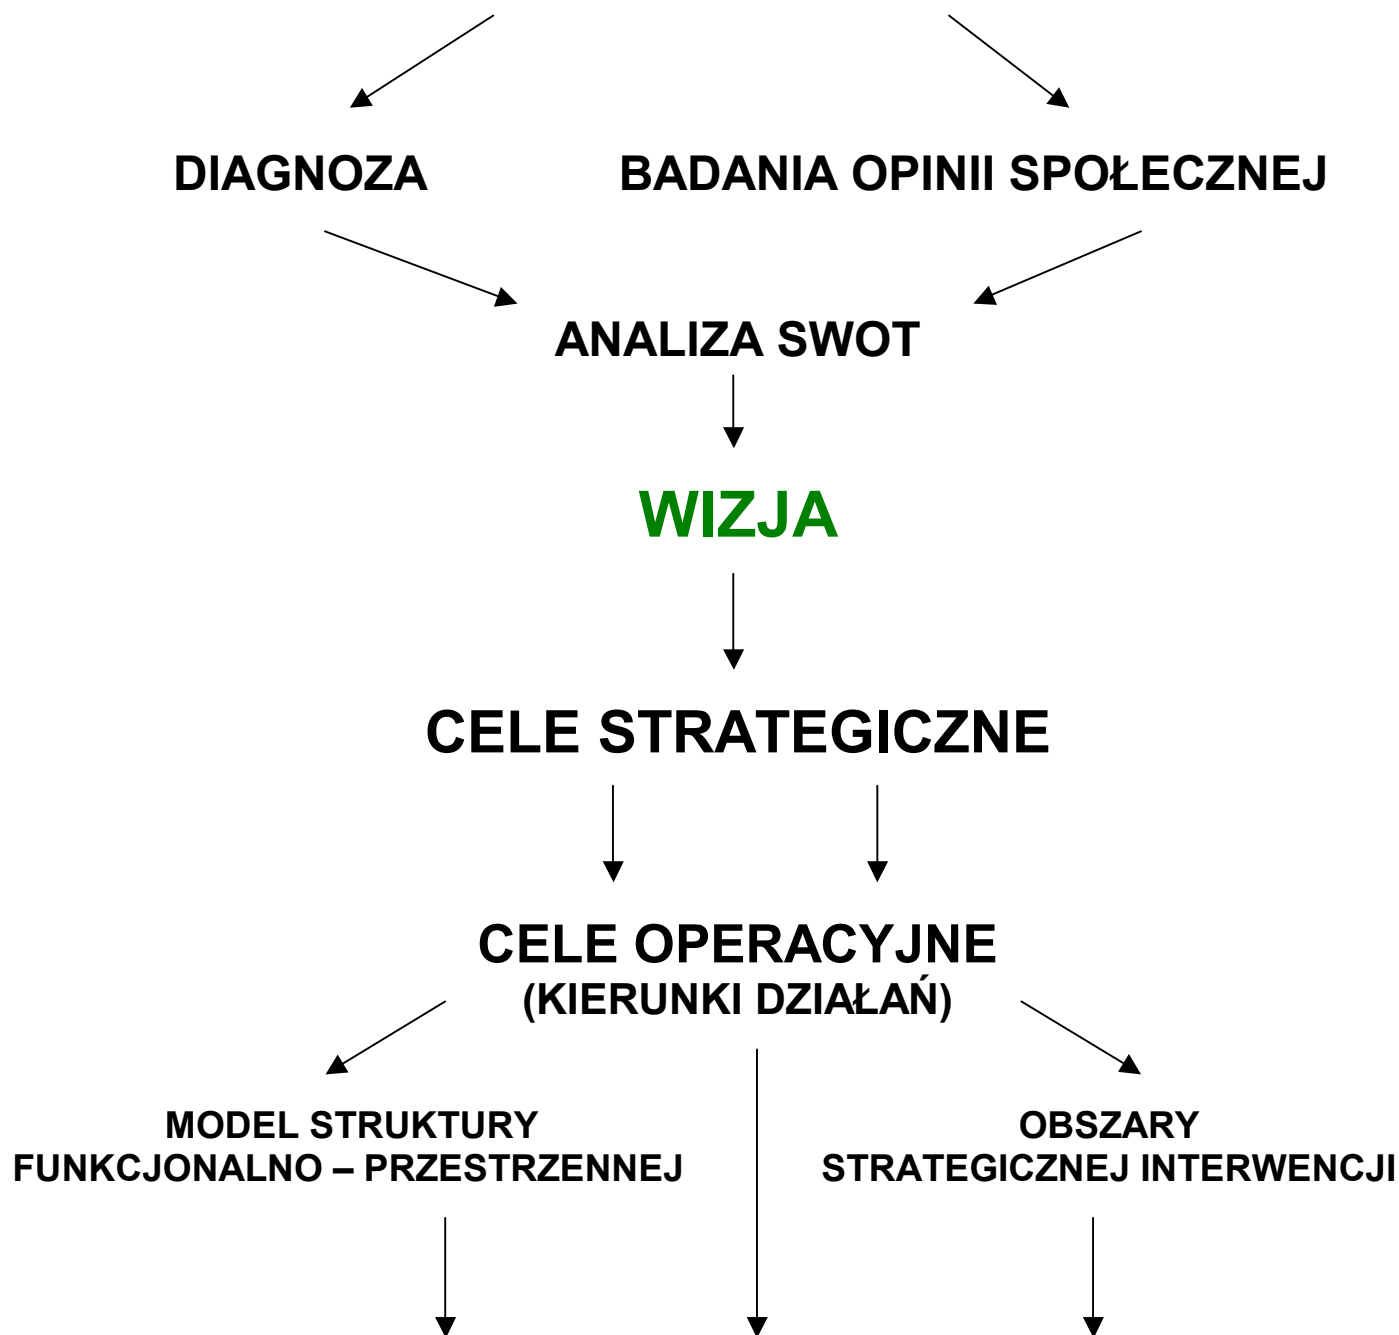 DIAGNOZA
BADANIA OPINII SPOŁECZNEJ
ANALIZA SWOT
WIZJA
CELE STRATEGICZNE
CELE OPERACYJNE
(KIERUNKI DZIAŁAŃ)
MODEL STRUKTURY
FUNKCJONALNO – PRZESTRZENNEJ
OBSZARY
STRATEGICZNEJ INTERWENCJI